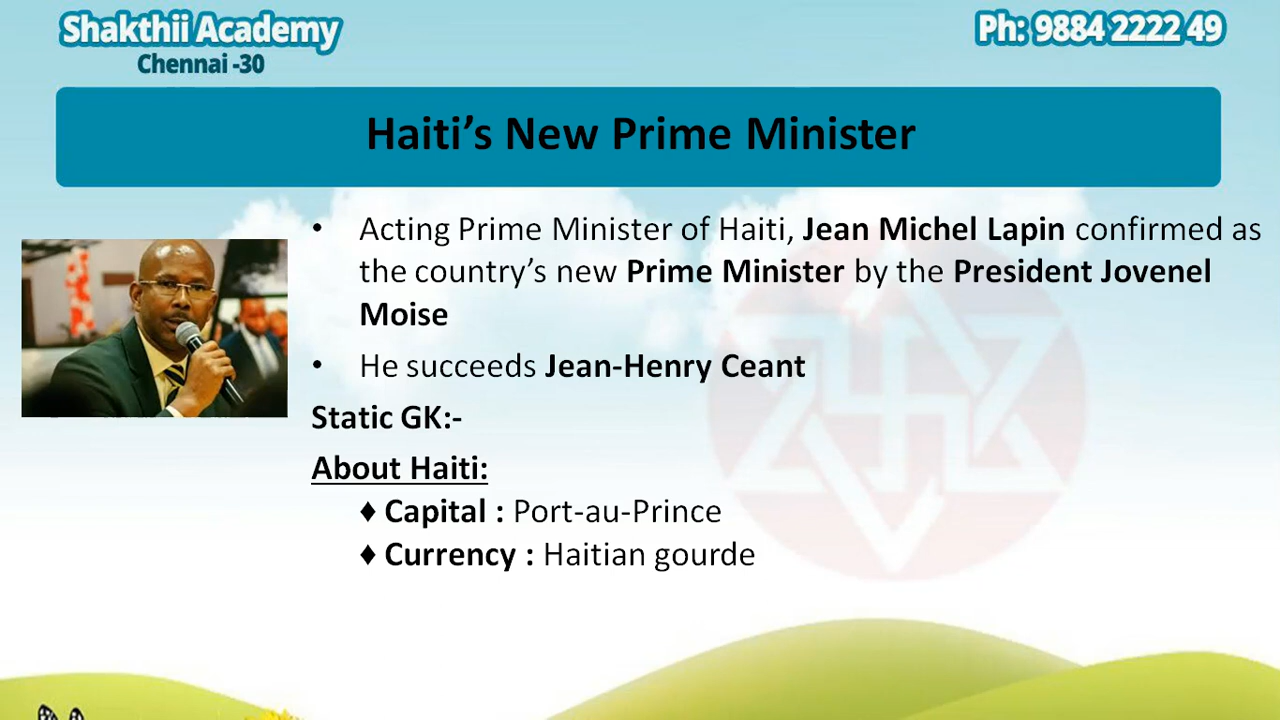 Shakthii Academy
Chennai -30
Ph: 9884 2222 49
Haiti’s New Prime Minister
• Acting Prime Minister of Haiti, Jean Michel Lapin confirmed as
the country’s new Prime Minister by the President Jovenel
Moise
• He succeeds Jean-Henry Ceant
Static GK:-
About Haiti:
♦ Capital : Port-au-Prince
♦ Currency : Haitian gourde